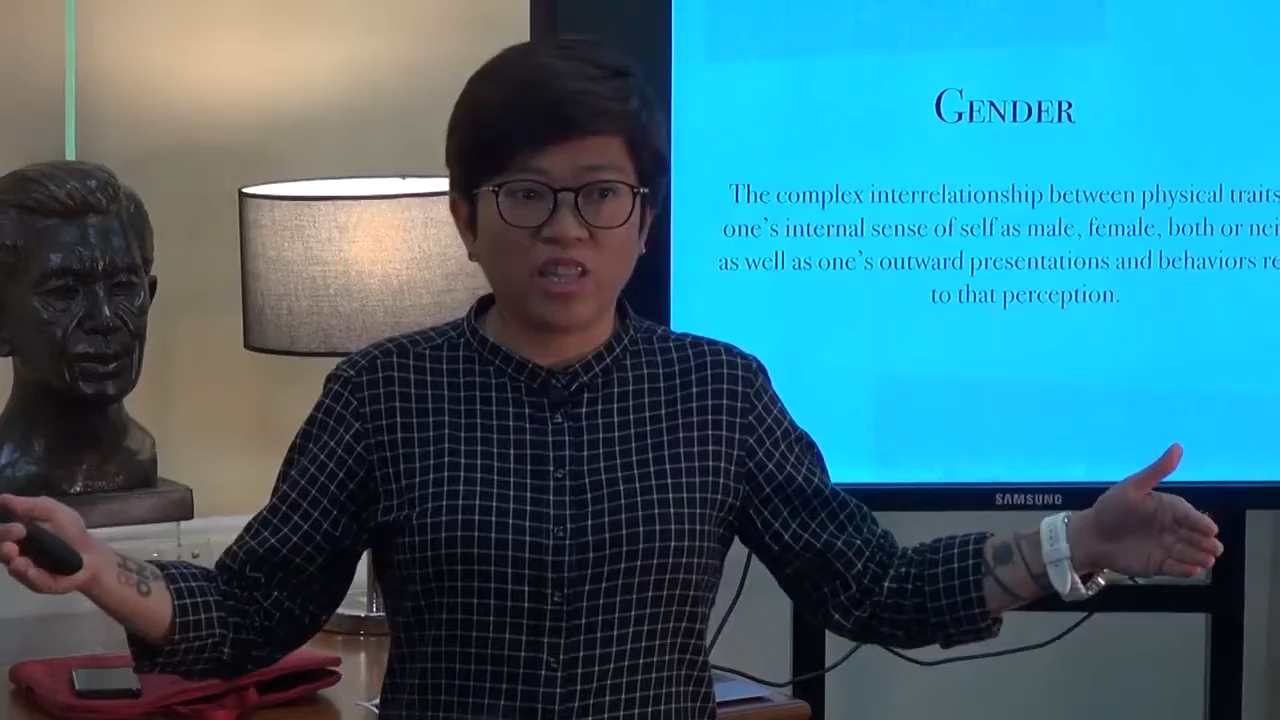 GENDER
The complex interrelationship between physical traits
one's internal sense of self as male, female, both or
as well as one's outward presentations and behaviors
to that perception.
SAMSUNG